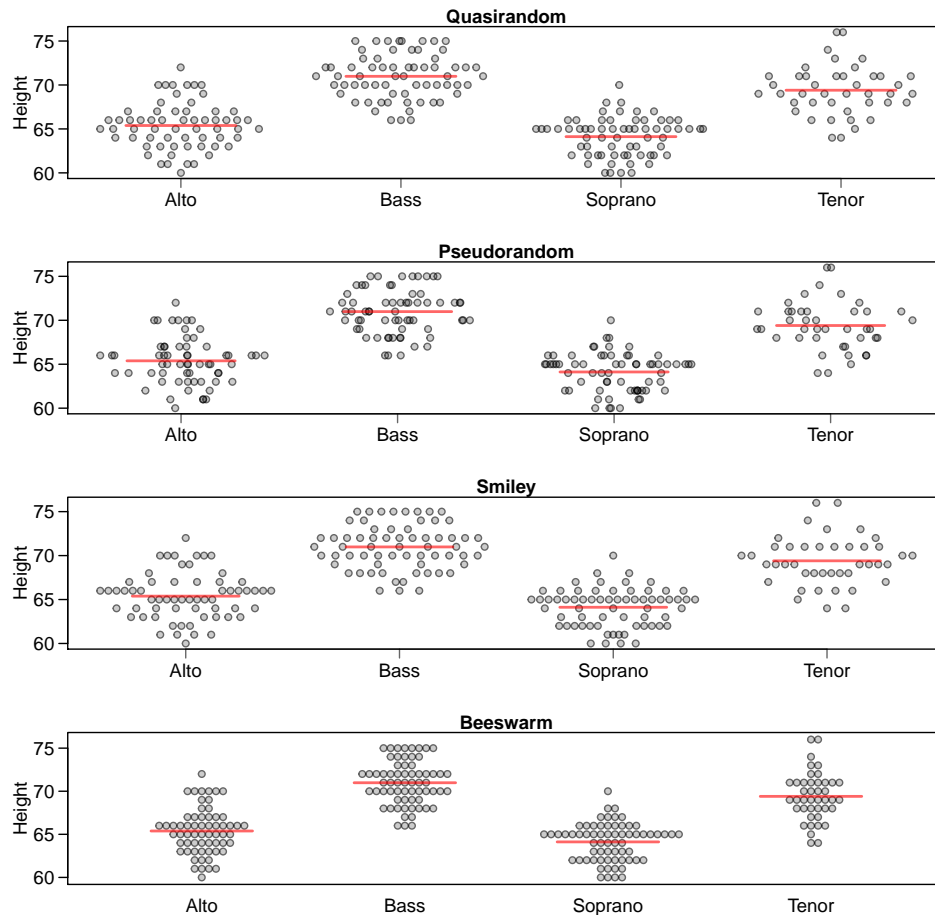 Quasirandom
Height
75
70
65
60
Alto Bass Soprano Tenor
Pseudorandom
Height
75
70
65
60
Alto Bass Soprano Tenor
Smiley
Height
75
70
65
60
Alto Bass Soprano Tenor
Beeswarm
Height
75
70
65
60
Alto Bass Soprano Tenor